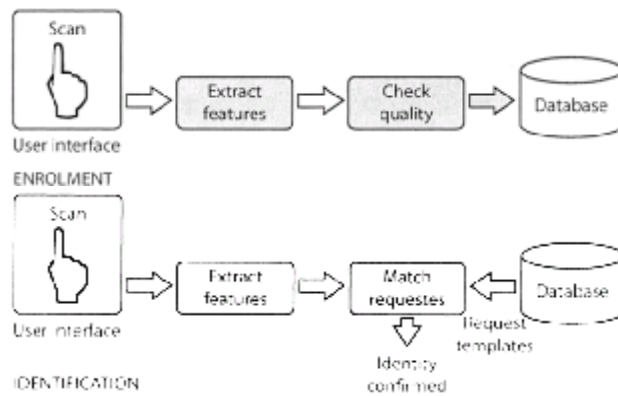 Scan
Extract
features
Check
quality
Database
User interface
ENROLMENT
Scan
Extract
features
Match
requestes
Database
User interface
Request
templates
Identity
confirmed
IDENTIFICATION